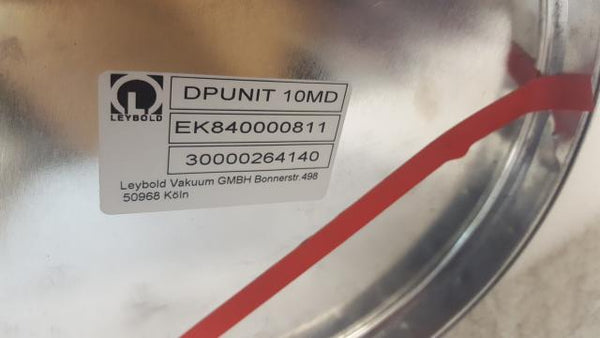 L
LEYBOLD
DPUNIT 10MD
EK840000811
30000264140
Leybold Vakuum GMBH Bonnerstr.498
50968 Köln